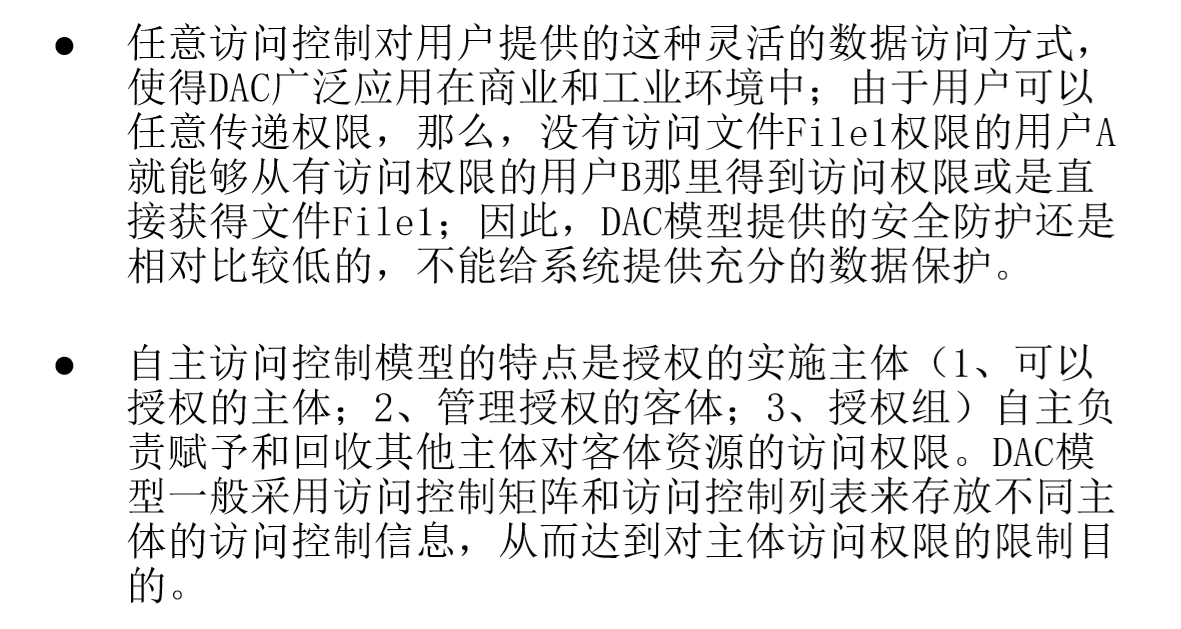 ● 任意访问控制对用户提供的这种灵活的数据访问方式，
使得DAC广泛应用在商业和工业环境中；由于用户可以
任意传递权限，那么，没有访问文件File1权限的用户A
就能够从有访问权限的用户B那里得到访问权限或是直
接获得文件File1；因此，DAC模型提供的安全防护还是
相对比较低的，不能给系统提供充分的数据保护。
● 自主访问控制模型的特点是授权的实施主体（1、可以
授权的主体；2、管理授权的客体；3、授权组）自主负
责赋予和回收其他主体对客体资源的访问权限。DAC模
型一般采用访问控制矩阵和访问控制列表来存放不同主
体的访问控制信息，从而达到对主体访问权限的限制目
的。